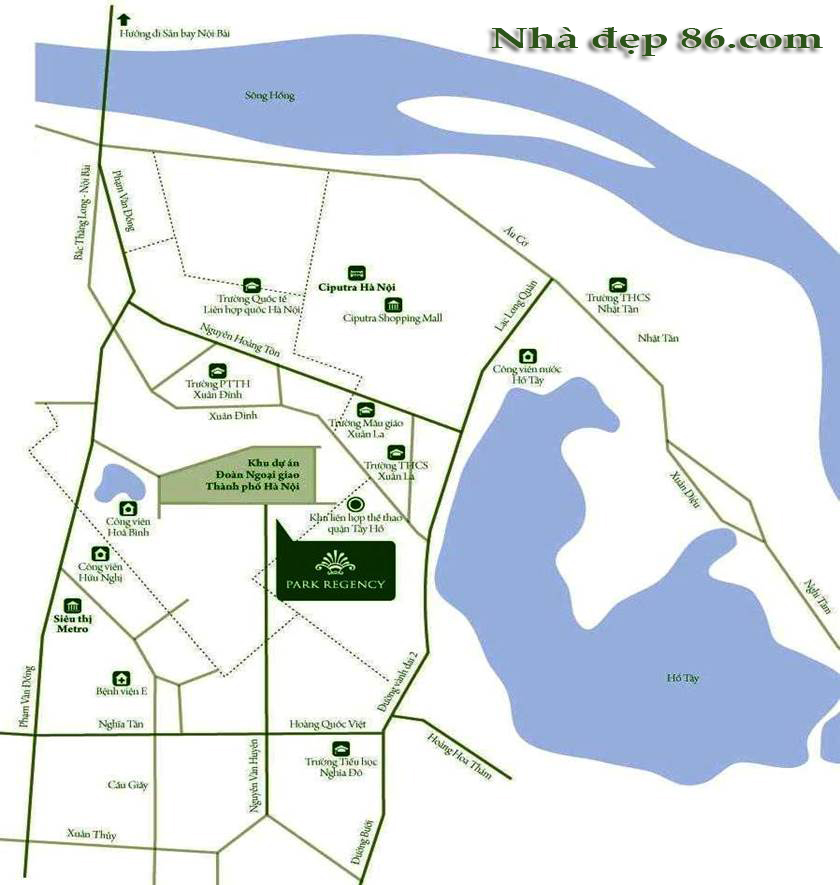 Nhà đẹp 86.com
Hướng đi Sân bay Nội Bài
Sông Hồng
Bắc Thăng Long - Nội Bài
Phạm Văn Đồng
Âu Cơ
Ciputra Hà Nội
Trường Quốc tế
Liên hợp quốc Hà Nội
Ciputra Shopping Mall
Lạc Long Quân
Trường THCS
Nhật Tân
Nhật Tân
Nguyễn Hoàng Tôn
Công viên nước
Hồ Tây
Trường PTTH
Xuân Đỉnh
Xuân Đỉnh
Trường Mẫu giáo
Xuân La
Trường THCS
Xuân La
Khu dự án
Đoàn Ngoại giao
Thành phố Hà Nội
Xuân Diệu
Công viên
Hoà Bình
Khu liên hợp thể thao
quận Tây Hồ
Công viên
Hữu Nghị
PARK REGENCY
Nghi Tàm
Siêu thị
Metro
Phạm Văn Đồng
Bệnh viện E
Đường vành đai 2
Hồ Tây
Nghĩa Tân
Hoàng Quốc Việt
Hoàng Hoa Thám
Nguyễn Văn Huyên
Trường Tiểu học
Nghĩa Đô
Cầu Giấy
Xuân Thủy
Đường Bưởi